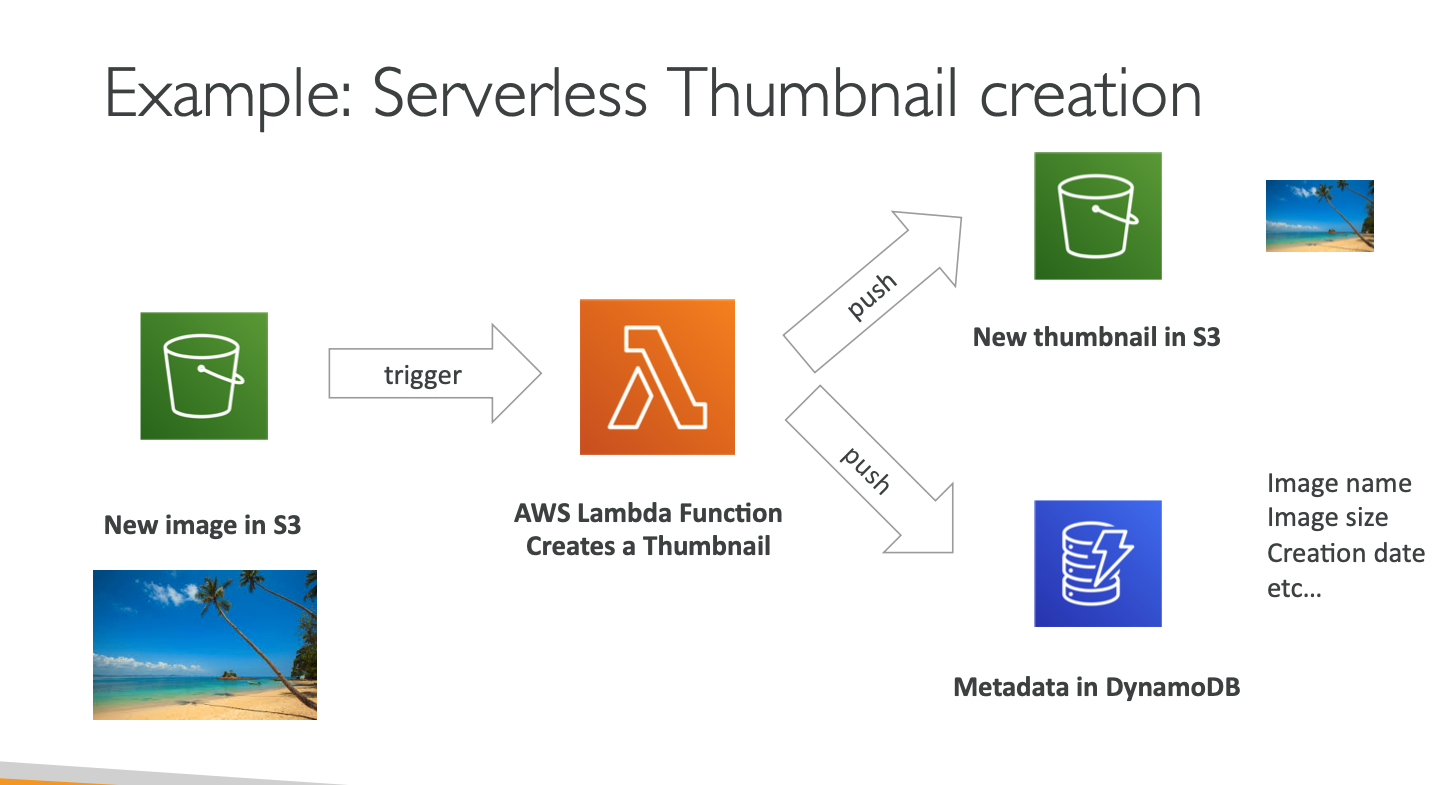 Example: Serverless Thumbnail creation
trigger
push
push
New image in S3
AWS Lambda Function
Creates a Thumbnail
New thumbnail in S3
Image name
Image size
Creation date
etc…
Metadata in DynamoDB